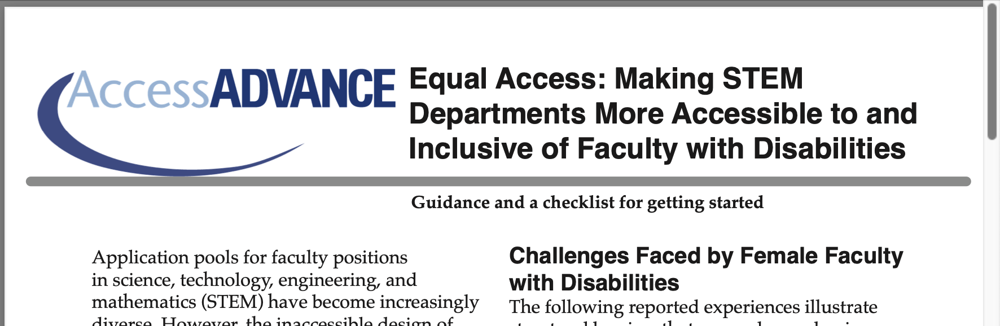 AccessADVANCE
Equal Access: Making STEM
Departments More Accessible to and
Inclusive of Faculty with Disabilities
Guidance and a checklist for getting started
Application pools for faculty positions
in science, technology, engineering, and
mathematics (STEM) have become increasingly
diverse. However, the inaccessible design of
Challenges Faced by Female Faculty
with Disabilities
The following reported experiences illustrate